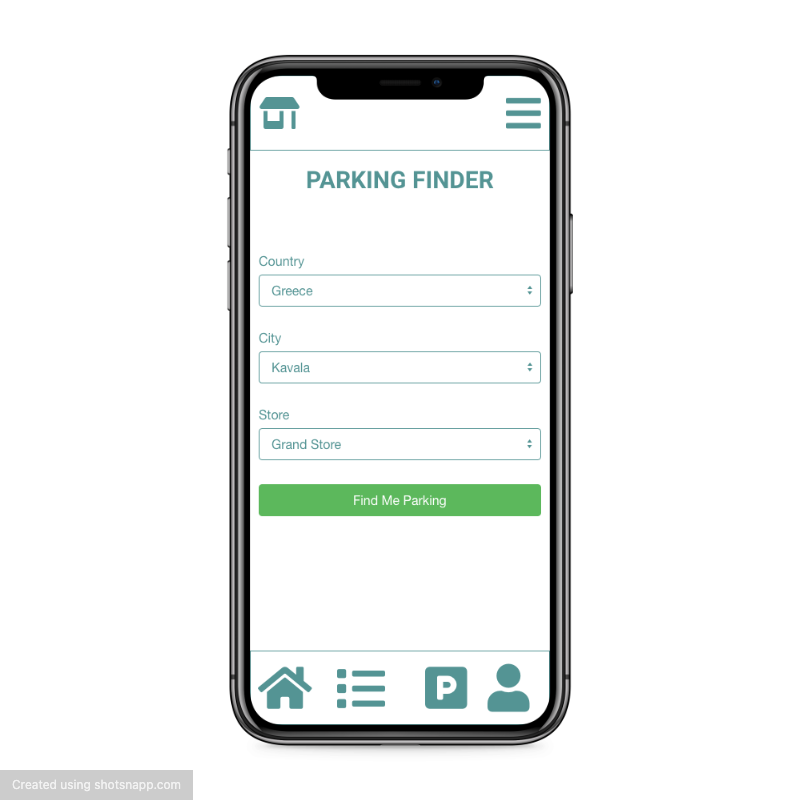 PARKING FINDER
Country
Greece
City
Kavala
Store
Grand Store
Find Me Parking
P
Created using shotsnapp.com